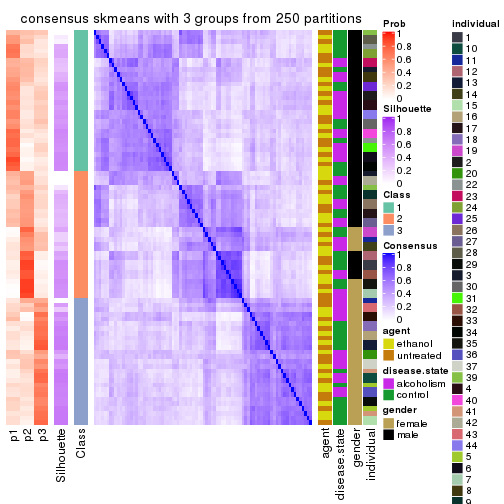 consensus skmeans with 3 groups from 250 partitions
p1
p2
p3
Silhouette
Class
agent
disease.state
gender
individual
Prob
0.8
0.6
0.4
0.2
0
Silhouette
1
0.8
0.6
0.4
0.2
0
Class
1
2
3
Consensus
1
0.8
0.6
0.4
0.2
0
agent
ethanol
untreated
disease.state
alcoholism
control
gender
female
male
individual
1
10
11
12
13
14
15
16
17
18
19
2
20
22
23
24
25
26
27
28
29
3
30
31
32
33
34
35
36
37
39
4
40
41
42
43
44
5
6
7
8
9